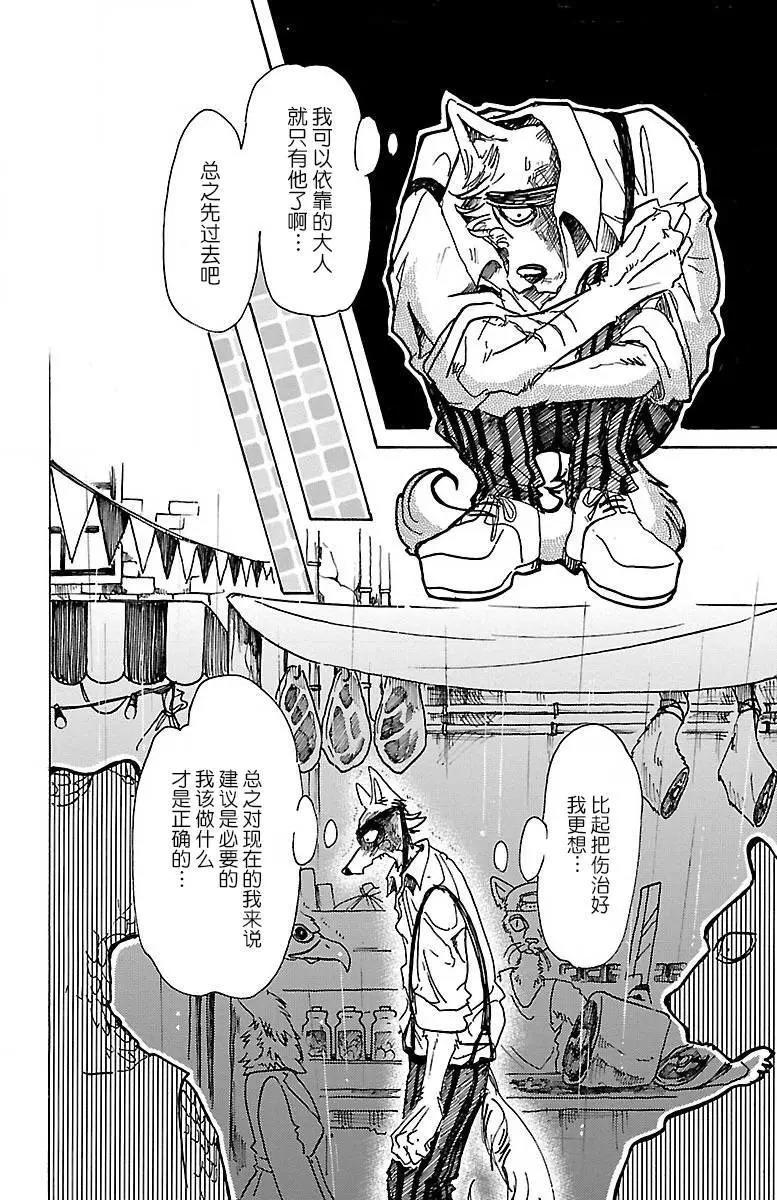 我可以依靠的大人
就只有他了啊…
总之先过去吧
比起把伤治好
我更想…
总之对现在的我来说
建议是必要的
我该做什么
才是正确的…